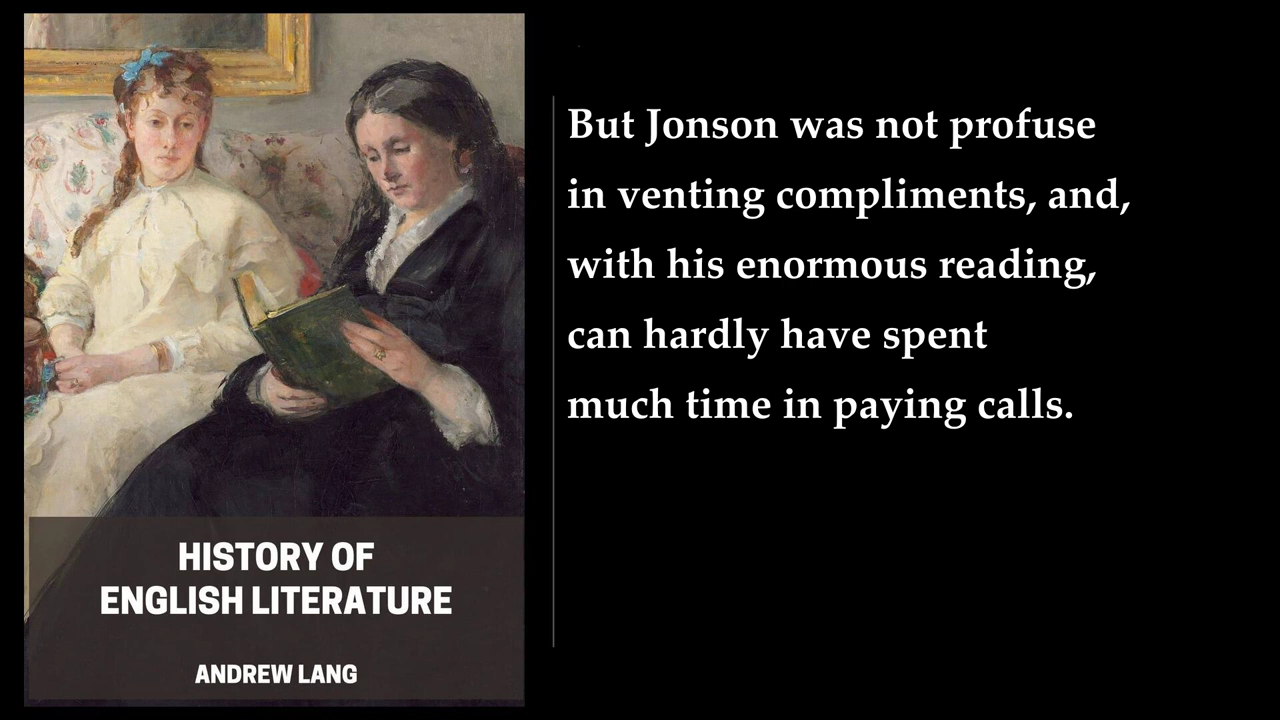 HISTORY OF
ENGLISH LITERATURE
ANDREW LANG
But Jonson was not profuse
in venting compliments, and,
with his enormous reading,
can hardly have spent
much time in paying calls.